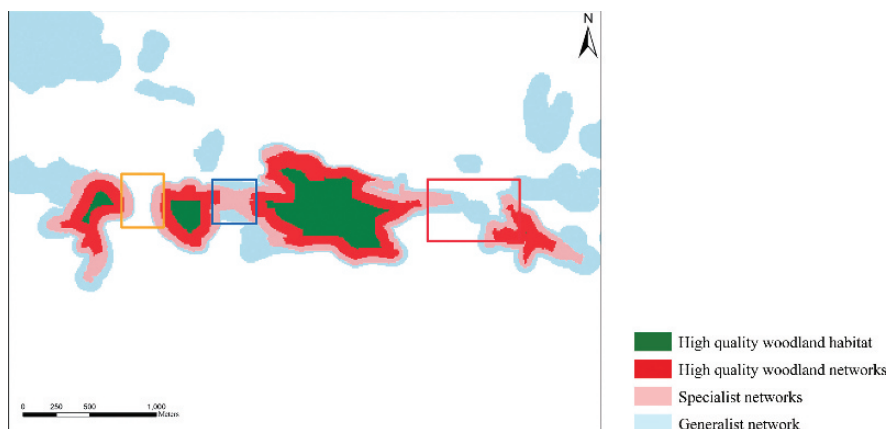 N
High quality woodland habitat
High quality woodland networks
Specialist networks
Generalist network
0 250 500 1,000
Meters